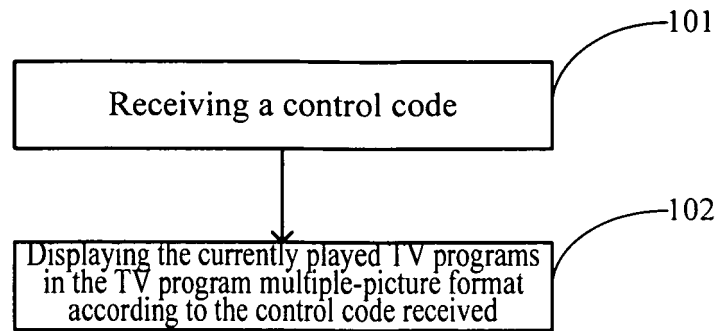 101
Receiving a control code
102
Displaying the currently played TV programs
in the TV program multiple-picture format
according to the control code received